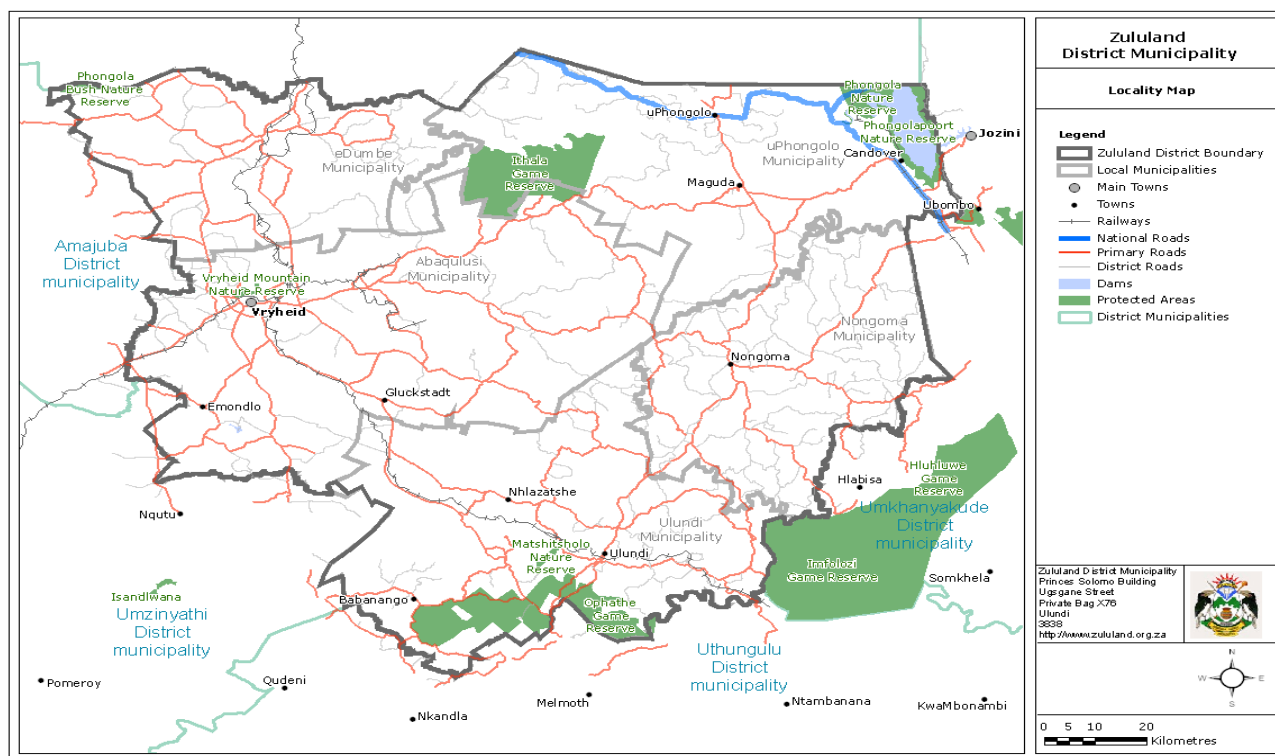 Zululand
District Municipality
Locality Map
Legend
Zululand District Boundary
Local Municipalities
Main Towns
Towns
Railways
National Roads
Primary Roads
District Roads
Dams
Protected Areas
District Municipalities
Phongola
Bush Nature
Reserve
eDumbe
Municipality
Ithala
Game
Reserve
uPhongolo
Phongola
Nature
Reserve
Phongolapoort
Nature Reserve
Jozini
uPhongolo
Municipality
Candover
Maguda
Ubombo
Amajuba
District
municipality
Abaqulusi
Municipality
Vryheid Mountain
Nature Reserve
Vryheid
Nongoma
Municipality
Nongoma
Gluckstadt
Emondlo
Hlabisa
Hluhluwe
Game
Reserve
Umkhanyakude
District
municipality
Nhlazatshe
Nqutu
Ulundi
Municipality
Matshitsholo
Nature
Reserve
Ulundi
Imfolozi
Game Reserve
Somkhela
Isandlwana
Umzinyathi
District
municipality
Babanango
Ophathe
Game
Reserve
Uthungulu
District
municipality
Pomeroy
Qudeni
Nkandla
Melmoth
Ntambanana
KwaMbonambi
Zululand District Municipality
Princes Solomo Building
Ugsgane Street
Private Bag X76
Ulundi
3838
http://www.zululand.org.za
N
W E
S
0 5 10 20
Kilometres